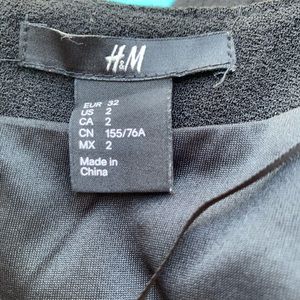 H&M
EUR 32
US 2
CA 2
CN 155/76A
MX 2
Made in
China